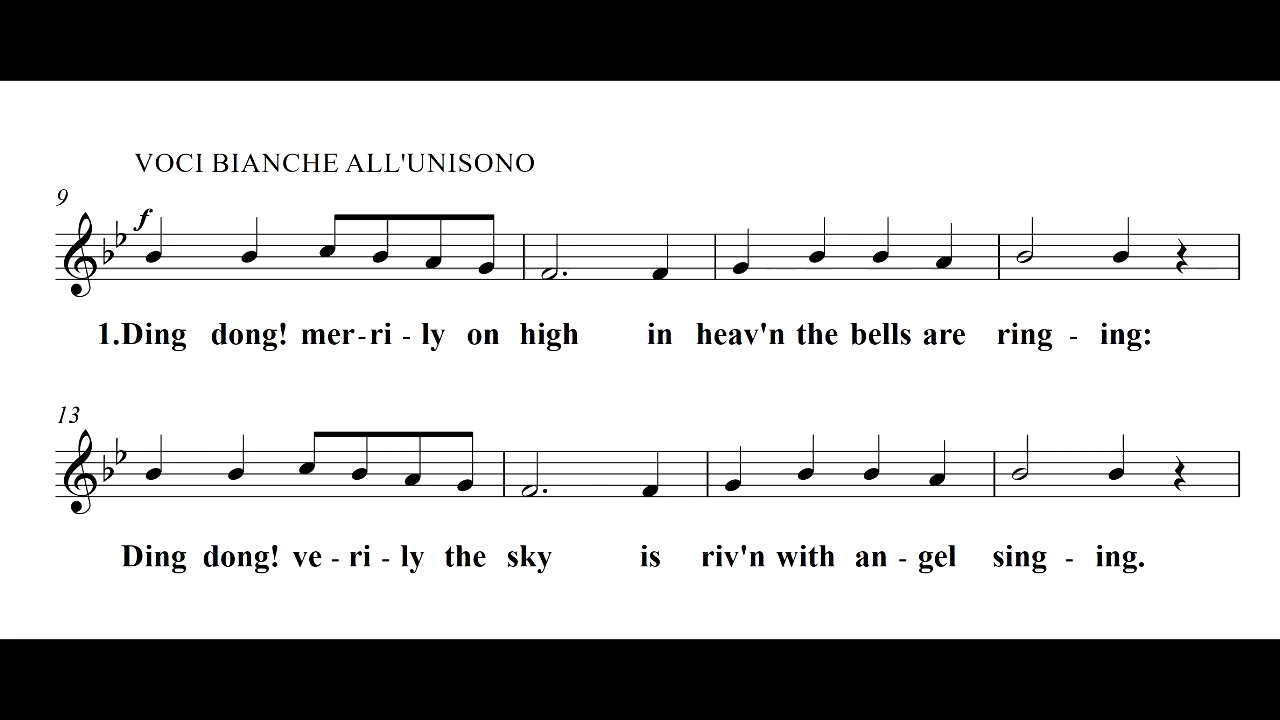 VOCI BIANCHE ALL'UNISONO
9
f
1.Ding dong! mer-ri - ly on high in heav'n the bells are ring - ing:
13
Ding dong! ve - ri - ly the sky is riv'n with an - gel sing - ing.